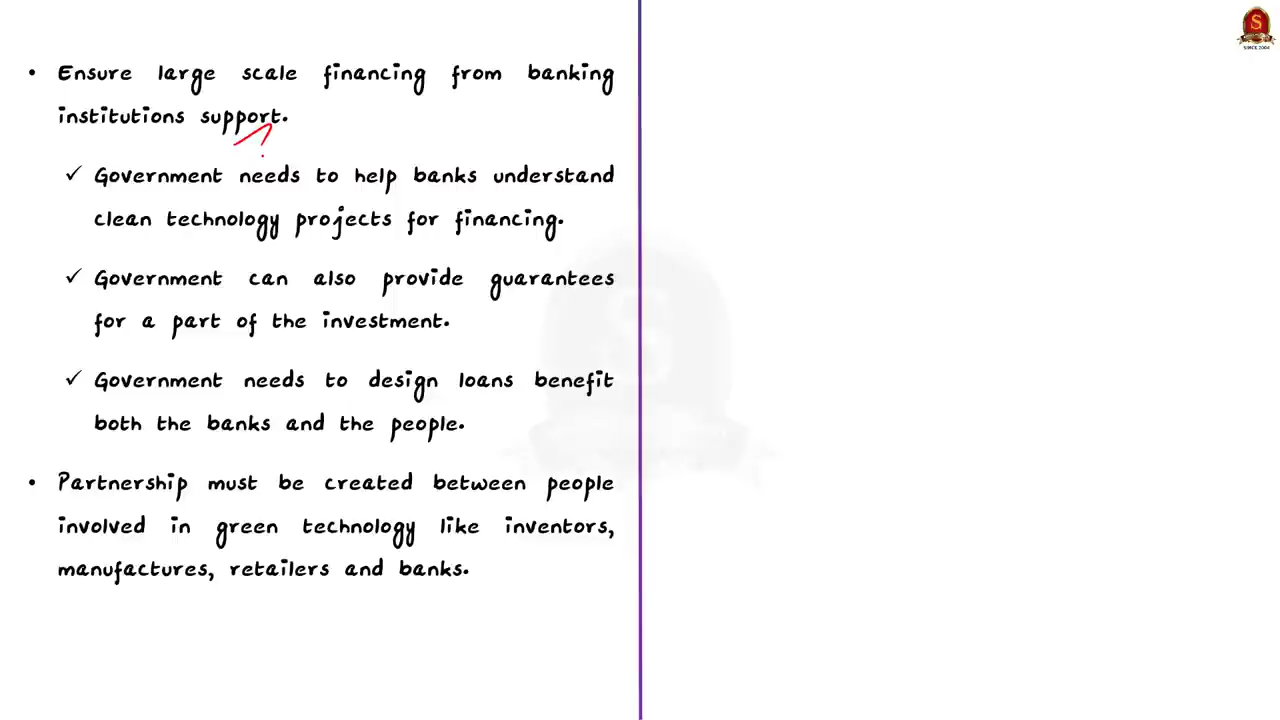 • Ensure large scale financing from banking
institutions support.
✓ Government needs to help banks understand
clean technology projects for financing.
✓ Government can also provide guarantees
for a part of the investment.
✓ Government needs to design loans benefit
both the banks and the people.
• Partnership must be created between people
involved in green technology like inventors,
manufactures, retailers and banks.
S
SINCE 2004
S